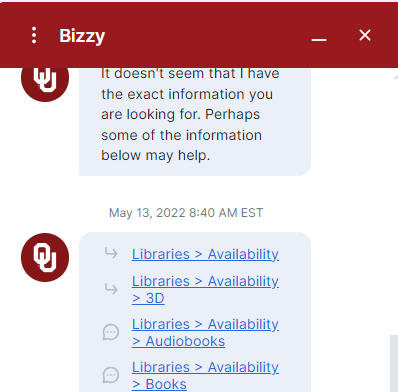 Bizzy
It doesn't seem that I have
the exact information you
are looking for. Perhaps
some of the information
below may help.
May 13, 2022 8:40 AM EST
Libraries > Availability
Libraries > Availability
> 3D
Libraries > Availability
> Audiobooks
Libraries > Availability
> Books